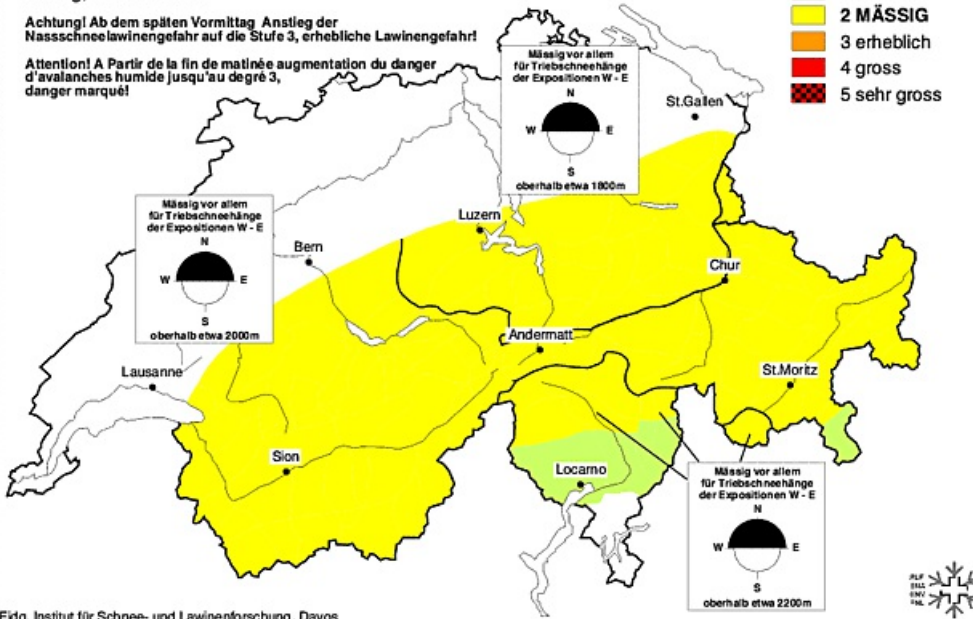 Achtung! Ab dem späten Vormittag Anstieg der
Nassschneelawinengefahr auf die Stufe 3, erhebliche Lawinengefahr!
Attention! A Partir de la fin de matinée augmentation du danger
d'avalanches humide jusqu'au degré 3,
danger marqué!
2 MÄSSIG
3 erheblich
4 gross
5 sehr gross
Mässig vor allem
für Triebschneehänge
der Expositionen W - E
N
W E
S
oberhalb etwa 1800m
St.Gallen
Mässig vor allem
für Triebschneehänge
der Expositionen W - E
N
W E
S
oberhalb etwa 2000m
Luzern
Bern
Chur
Andermatt
Lausanne
St.Moritz
Sion
Locarno
Mässig vor allem
für Triebschneehänge
der Expositionen W - E
N
W E
S
oberhalb etwa 2200m
Eidg. Institut für Schnee- und Lawinenforschung, Davos